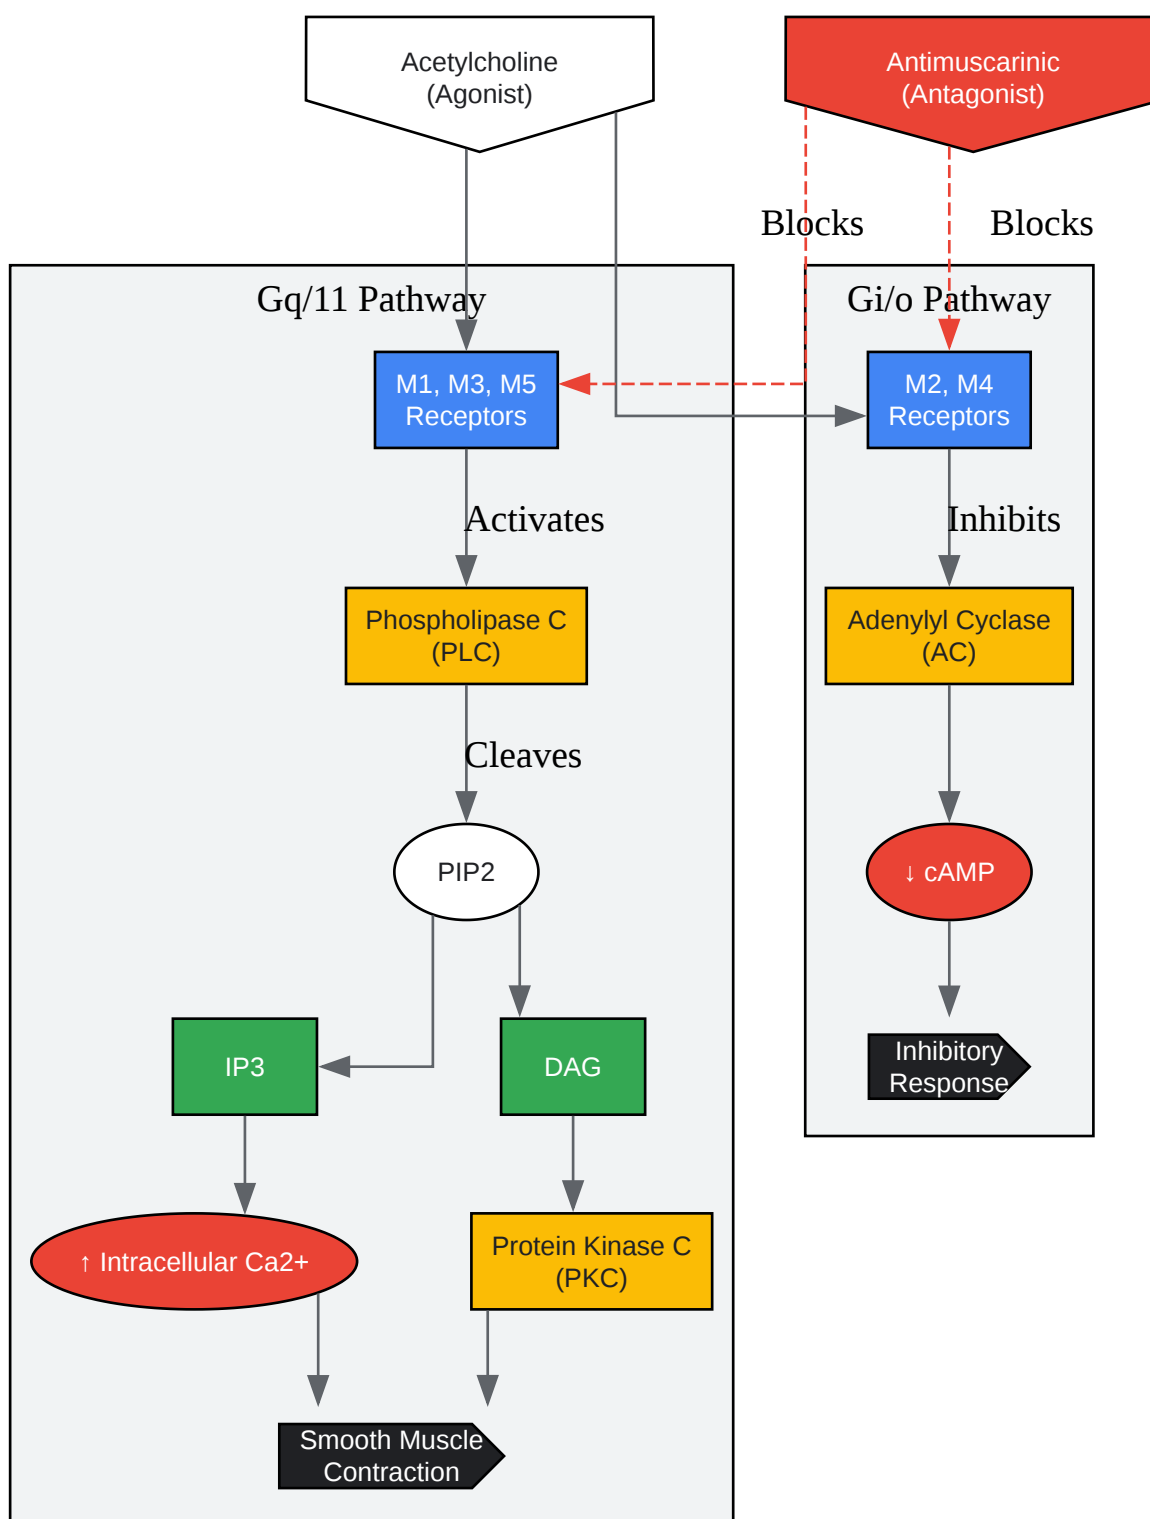 Acetylcholine
(Agonist)
Antimuscarinic
(Antagonist)
Blocks
Blocks
Gq/11 Pathway
Gi/o Pathway
M1, M3, M5
Receptors
M2, M4
Receptors
Activates
Inhibits
Phospholipase C
(PLC)
Adenylyl Cyclase
(AC)
Cleaves
PIP2
↓ cAMP
IP3
DAG
Inhibitory
Response
↑ Intracellular Ca2+
Protein Kinase C
(PKC)
Smooth Muscle
Contraction